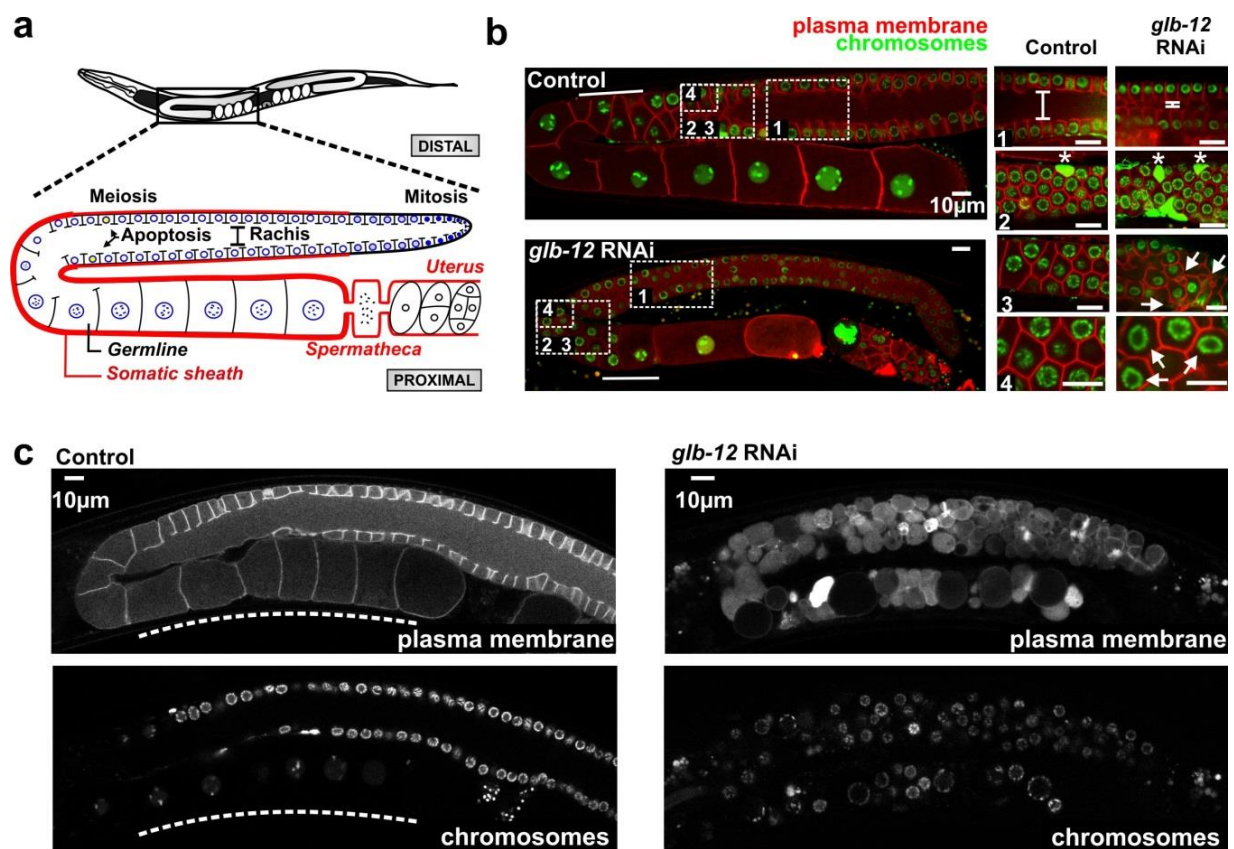 a
DISTAL
Meiosis
Mitosis
Apoptosis
Rachis
Uterus
Germline
Spermatheca
Somatic sheath
PROXIMAL
b
plasma membrane
chromosomes
Control
glb-12
RNAi
Control
4
2 3
1
10µm
glb-12 RNAi
4
2 3
1
1
*
* *
2
3
4
c
Control
10µm
plasma membrane
chromosomes
glb-12 RNAi
10µm
plasma membrane
chromosomes